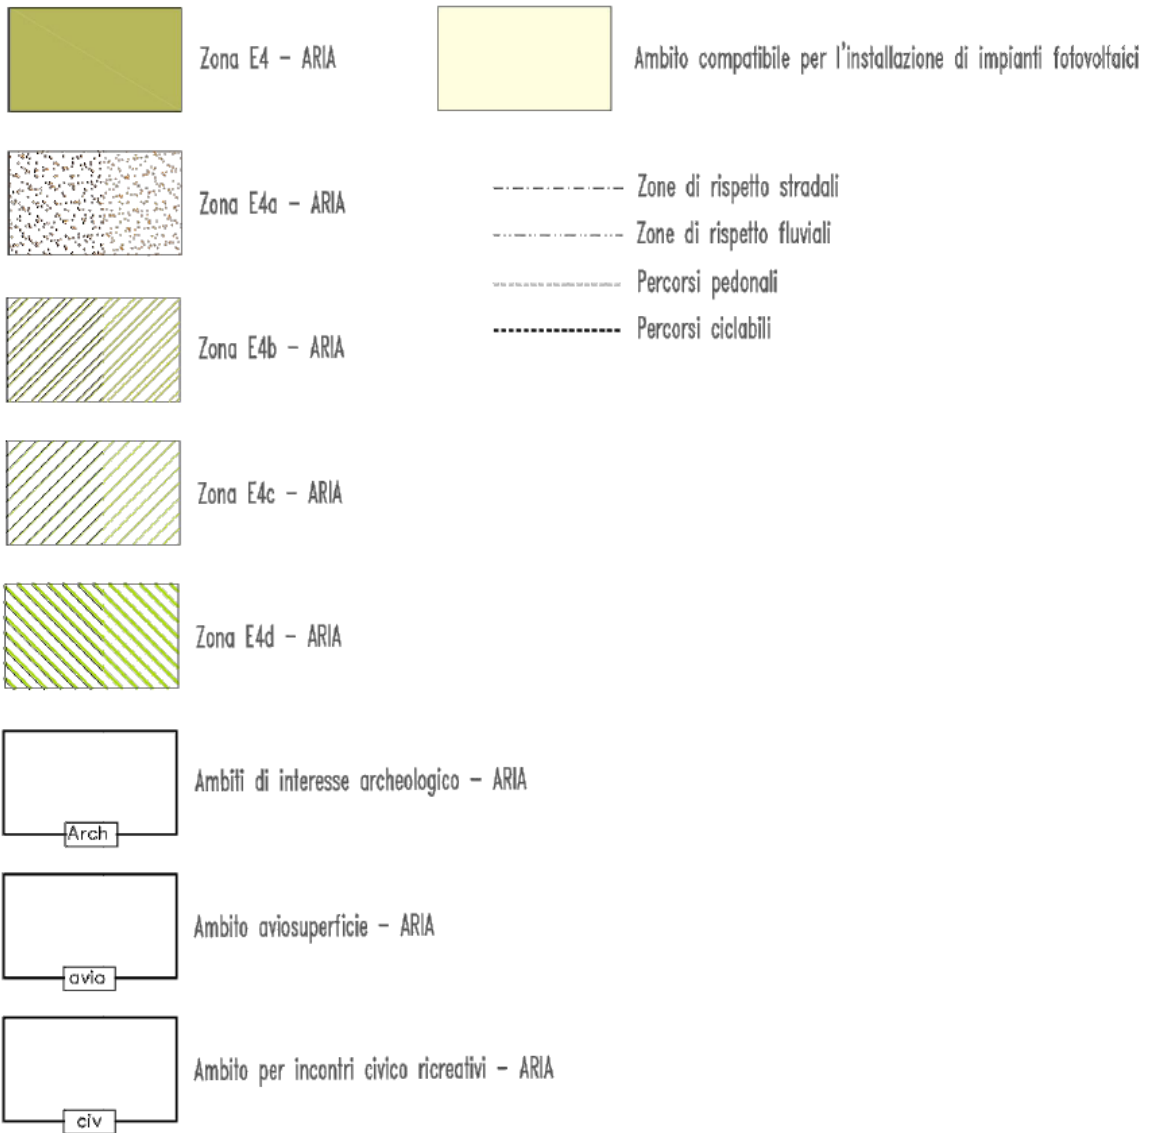 Zona E4 - ARIA
Ambito compatibile per l'installazione di impianti fotovoltaici
Zona E4a - ARIA
Zone di rispetto stradali
Zone di rispetto fluviali
Percorsi pedonali
Percorsi ciclabili
Zona E4b - ARIA
Zona E4c - ARIA
Zona E4d - ARIA
Ambiti di interesse archeologico - ARIA
Arch
Ambito aviosuperficie - ARIA
avia
Ambito per incontri civico ricreativi - ARIA
civ